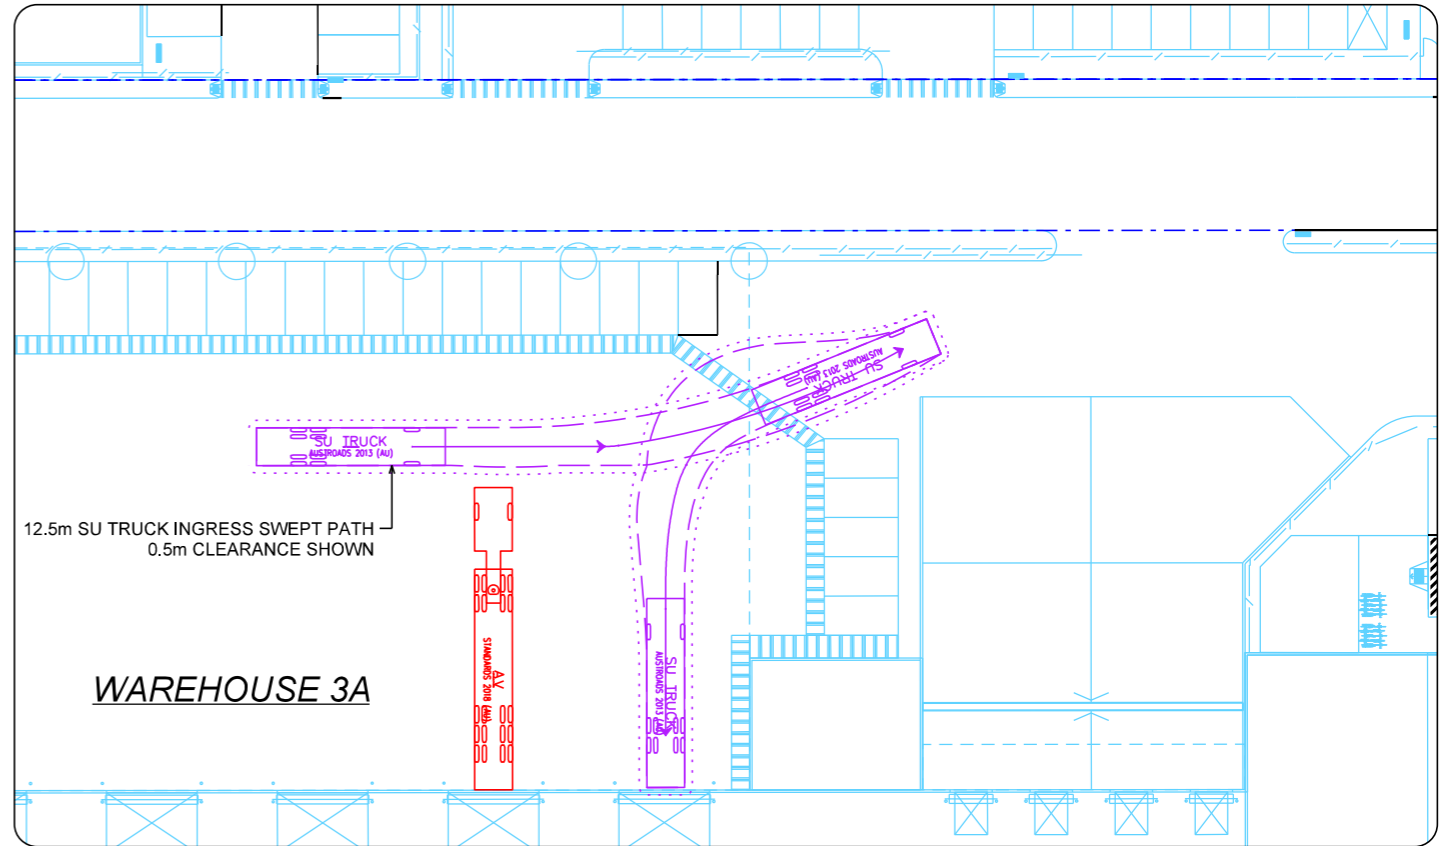 SU TRUCK
AUSTROADS 2013 (AU)
SU TRUCK
AUSTROADS 2013 (AU)
12.5m SU TRUCK INGRESS SWEPT PATH
0.5m CLEARANCE SHOWN
AV
STANDARDS 2018 (AU)
SU TRUCK
AUSTROADS 2013 (AU)
WAREHOUSE 3A